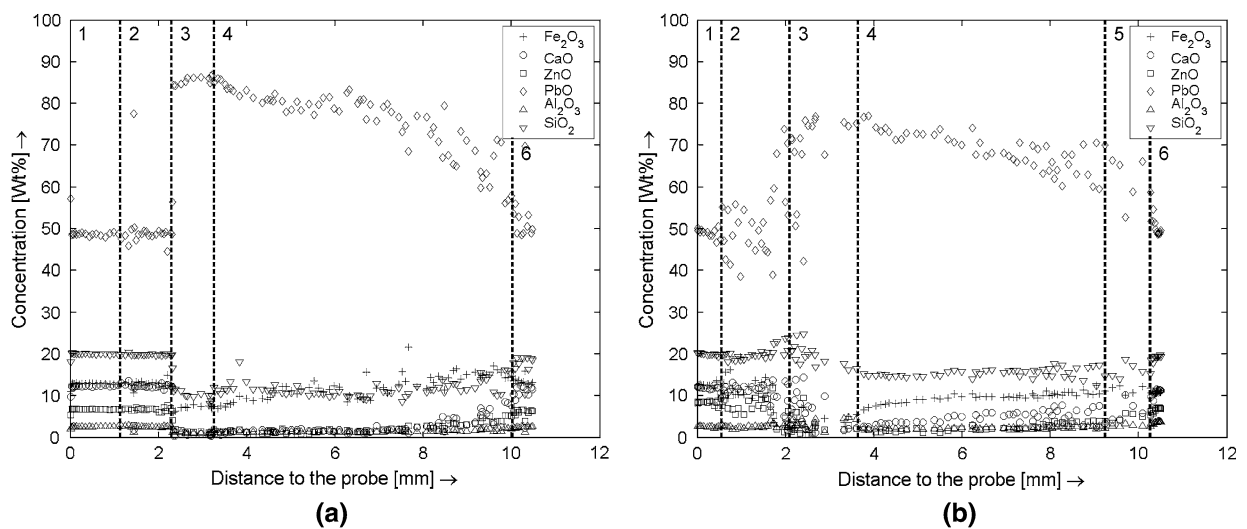 100
90
80
70
60
50
40
30
20
10
0
Concentration [Wt%] →
1
2
3
4
6
+ Fe₂O₃
CaO
ZnO
PbO
Al₂O₃
SiO₂
0
2
4
6
8
10
12
Distance to the probe [mm] →
(a)
100
90
80
70
60
50
40
30
20
10
0
Concentration [Wt%] →
1
2
3
4
5
6
+ Fe₂O₃
CaO
ZnO
PbO
Al₂O₃
SiO₂
0
2
4
6
8
10
12
Distance to the probe [mm] →
(b)